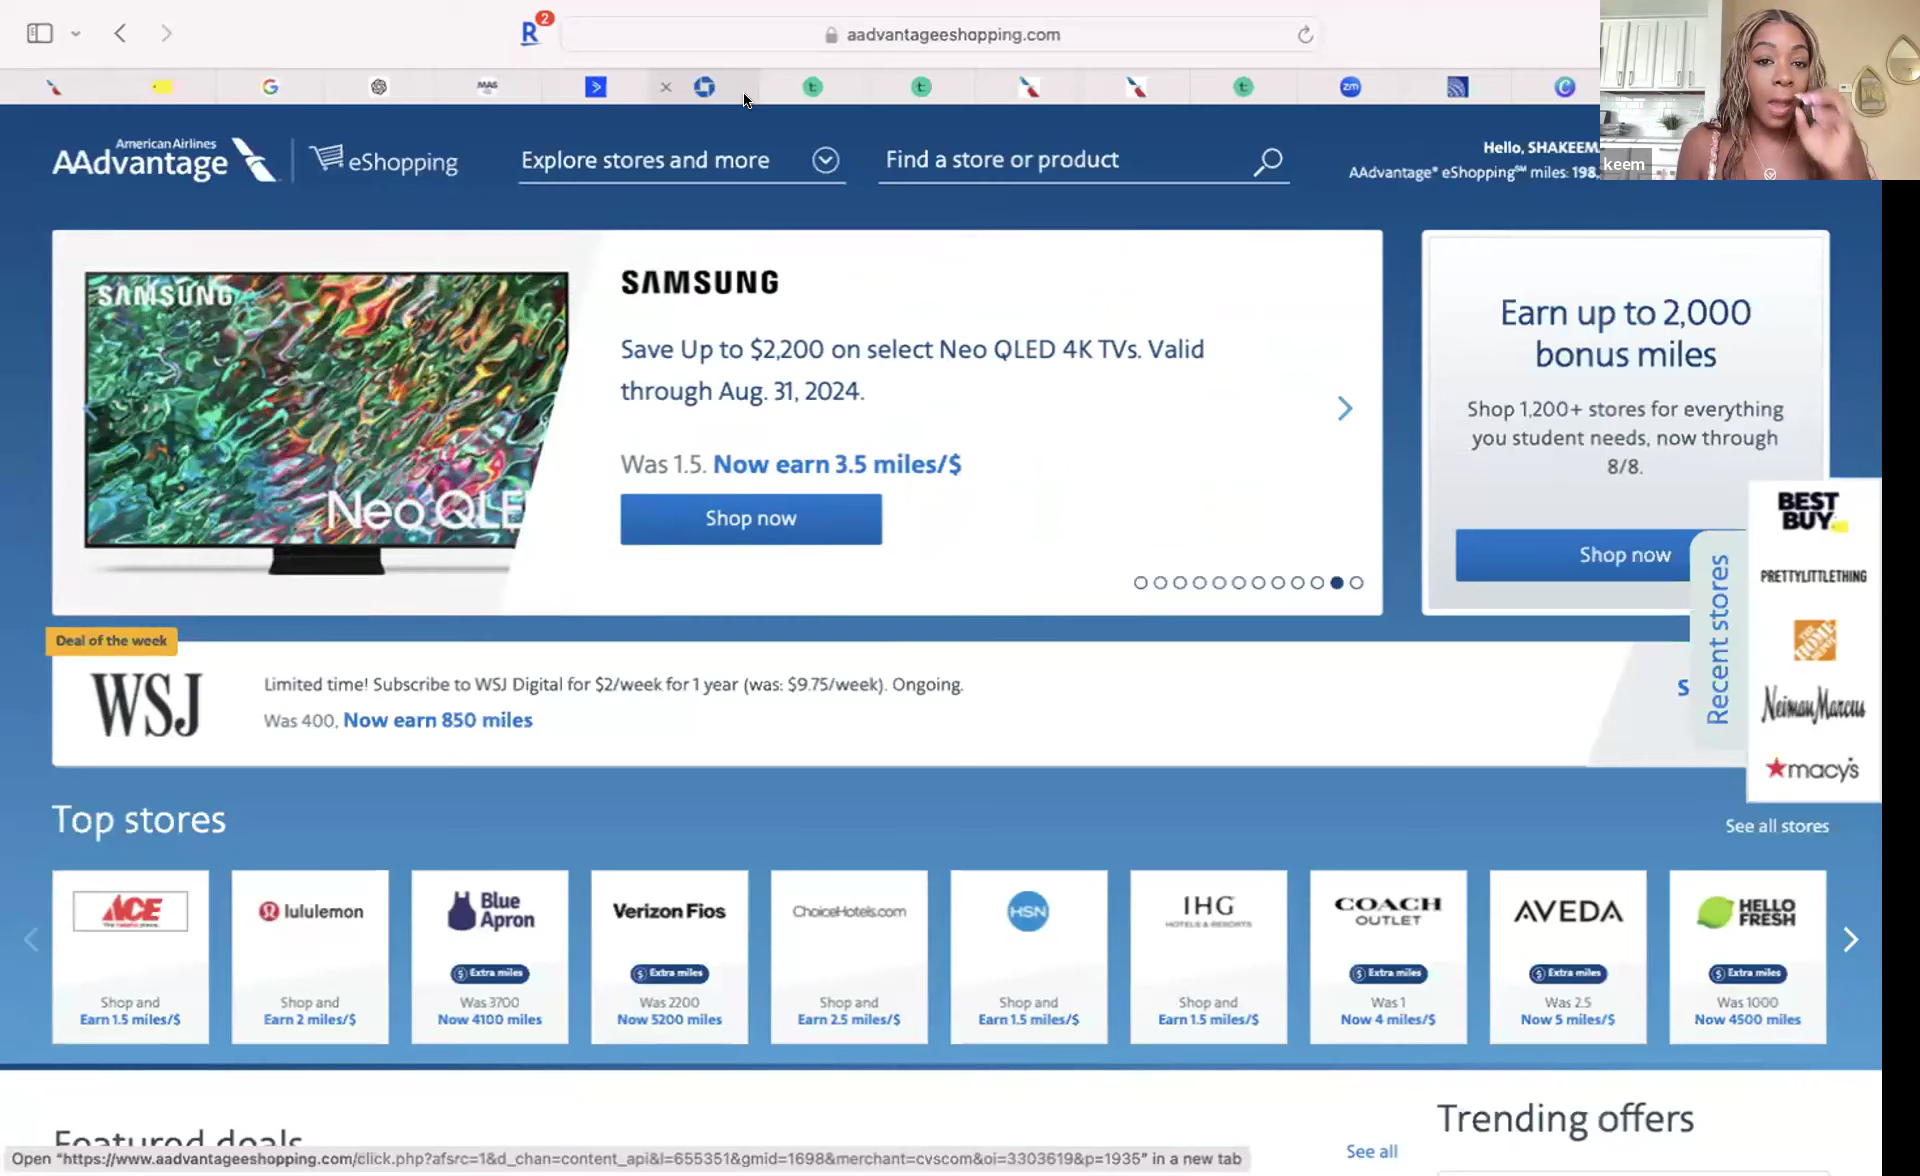 R 2
aadvantageeshopping.com
MAS
zm
American Airlines
AAdvantage
eShopping
Explore stores and more
Find a store or product
Hello, SHAKEEM
AAdvantage® eShopping℠ miles: 198,
keem
SAMSUNG
Neo QLE
SAMSUNG
Save Up to $2,200 on select Neo QLED 4K TVs. Valid
through Aug. 31, 2024.
Was 1.5. Now earn 3.5 miles/$
Shop now
Earn up to 2,000
bonus miles
Shop 1,200+ stores for everything
you student needs, now through
8/8.
Shop now
Recent stores
BEST
BUY
PRETTYLITTLETHING
THE HOME DEPOT
Neiman Marcus
macy's
Deal of the week
WSJ
Limited time! Subscribe to WSJ Digital for $2/week for 1 year (was: $9.75/week). Ongoing.
Was 400, Now earn 850 miles
S
Top stores
See all stores
ACE
The helpful place.
Shop and
Earn 1.5 miles/$
lululemon
Shop and
Earn 2 miles/$
Blue
Apron
Extra miles
Was 3700
Now 4100 miles
Verizon Fios
Extra miles
Was 2200
Now 5200 miles
ChoiceHotels.com
Shop and
Earn 2.5 miles/$
HSN
Shop and
Earn 1.5 miles/$
IHG
HOTELS & RESORTS
Shop and
Earn 1.5 miles/$
COACH
OUTLET
Extra miles
Was 1
Now 4 miles/$
AVEDA
Extra miles
Was 2.5
Now 5 miles/$
HELLO
FRESH
Extra miles
Was 1000
Now 4500 miles
Featured deals
See all
Trending offers
Open "https://www.aadvantageeshopping.com/click.php?afsrc=1&d_chan=content_api&l=655351&gmid=1698&merchant=cvscom&oi=3303619&p=1935" in a new tab